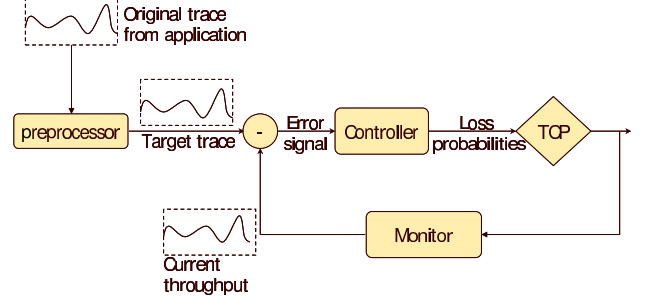 Original trace
from application
preprocessor
Target trace
-
Error
signal
Controller
Loss
probabilities
TCP
Monitor
Current
throughput